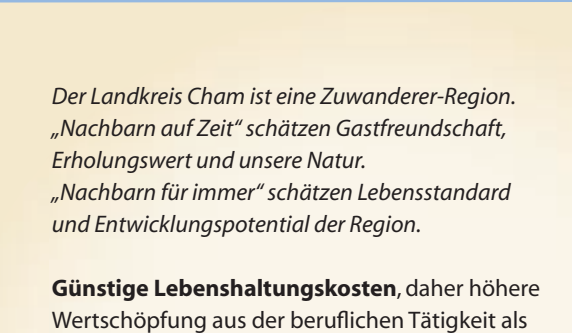 Der Landkreis Cham ist eine Zuwanderer-Region.
„Nachbarn auf Zeit“ schätzen Gastfreundschaft,
Erholungswert und unsere Natur.
„Nachbarn für immer“ schätzen Lebensstandard
und Entwicklungspotential der Region.
Günstige Lebenshaltungskosten, daher höhere
Wertschöpfung aus der beruflichen Tätigkeit als